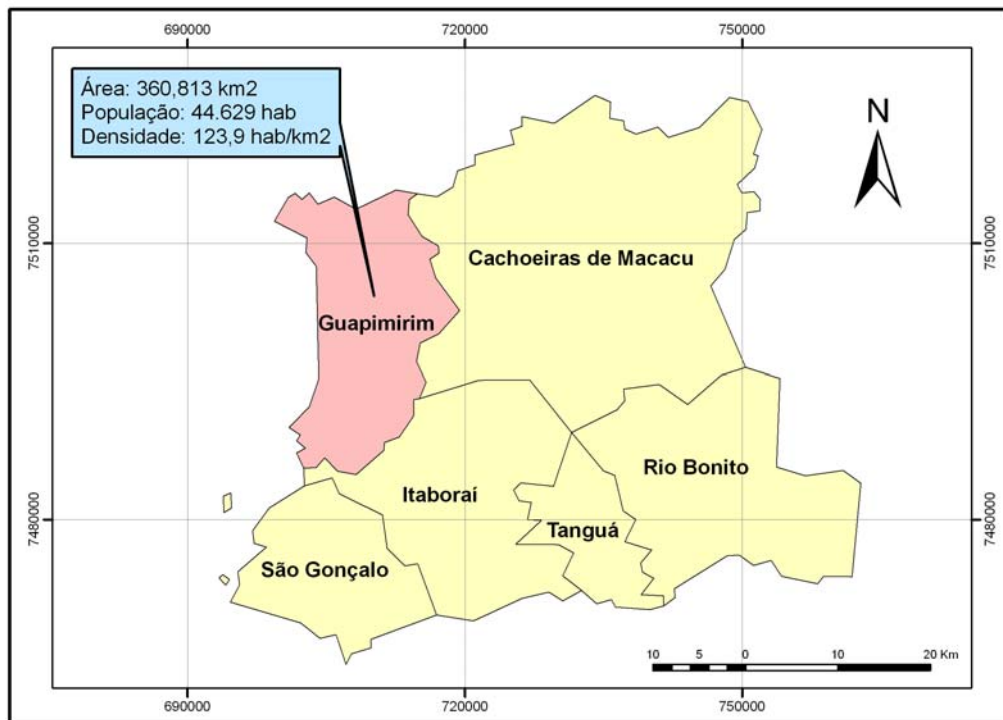 690000
720000
750000
Área: 360,813 km2
População: 44.629 hab
Densidade: 123,9 hab/km2
N
7510000
7510000
Cachoeiras de Macacu
Guapimirim
Rio Bonito
Itaboraí
7480000
7480000
Tanguá
São Gonçalo
10 5 0 10 20 Km
690000
720000
750000